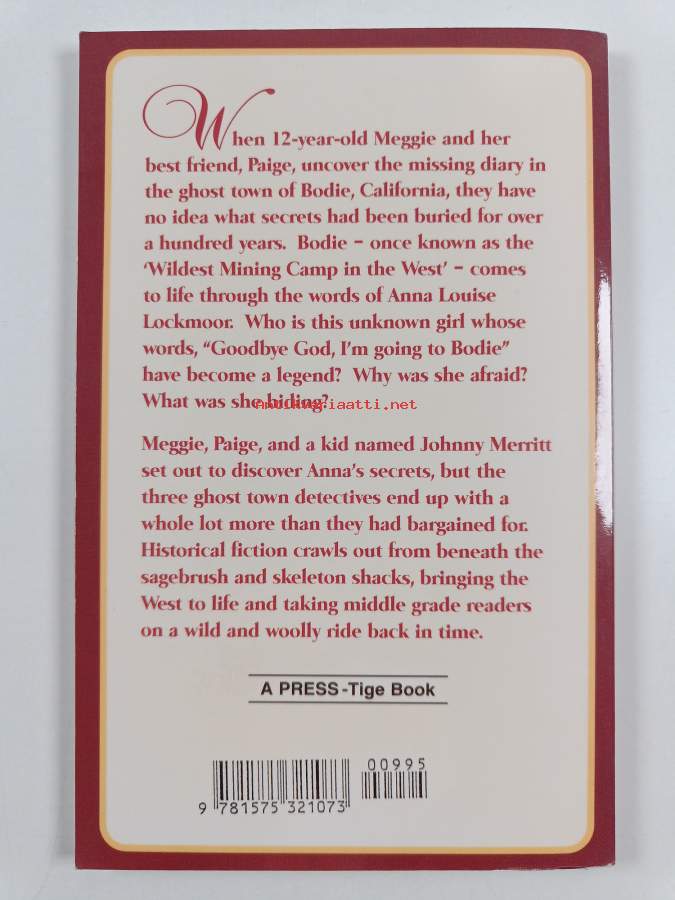 When 12-year-old Meggie and her
best friend, Paige, uncover the missing diary in
the ghost town of Bodie, California, they have
no idea what secrets had been buried for over
a hundred years. Bodie – once known as the
'Wildest Mining Camp in the West' – comes
to life through the words of Anna Louise
Lockmoor. Who is this unknown girl whose
words, "Goodbye God, I'm going to Bodie"
have become a legend? Why was she afraid?
What was she hiding?
antikvariaatti.net
Meggie, Paige, and a kid named Johnny Merritt
set out to discover Anna's secrets, but the
three ghost town detectives end up with a
whole lot more than they had bargained for.
Historical fiction crawls out from beneath the
sagebrush and skeleton shacks, bringing the
West to life and taking middle grade readers
on a wild and woolly ride back in time.
A PRESS-Tige Book
00995
9 781575 321073